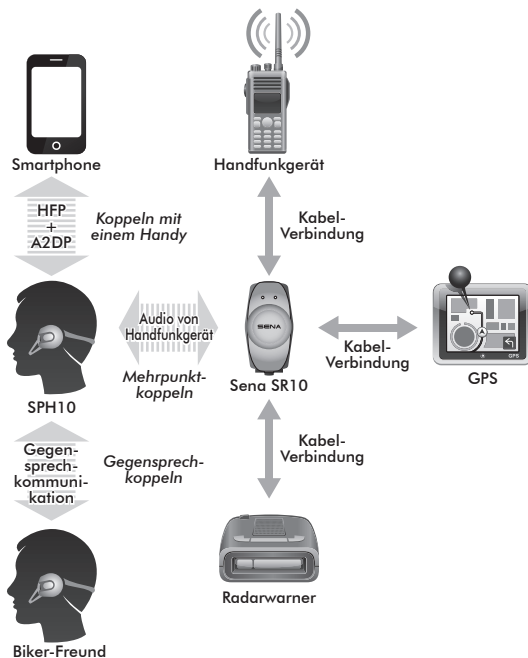 Smartphone
Handfunkgerät
HFP
+
A2DP
Koppeln mit
einem Handy
Kabel-
Verbindung
Audio von
Handfunkgerät
SENA
Mehrpunkt-
koppeln
Sena SR10
Kabel-
Verbindung
GPS
GPS
SPH10
Gegen-
sprech-
kommuni-
kation
Gegensprech-
koppeln
Kabel-
Verbindung
Radarwarner
Biker-Freund